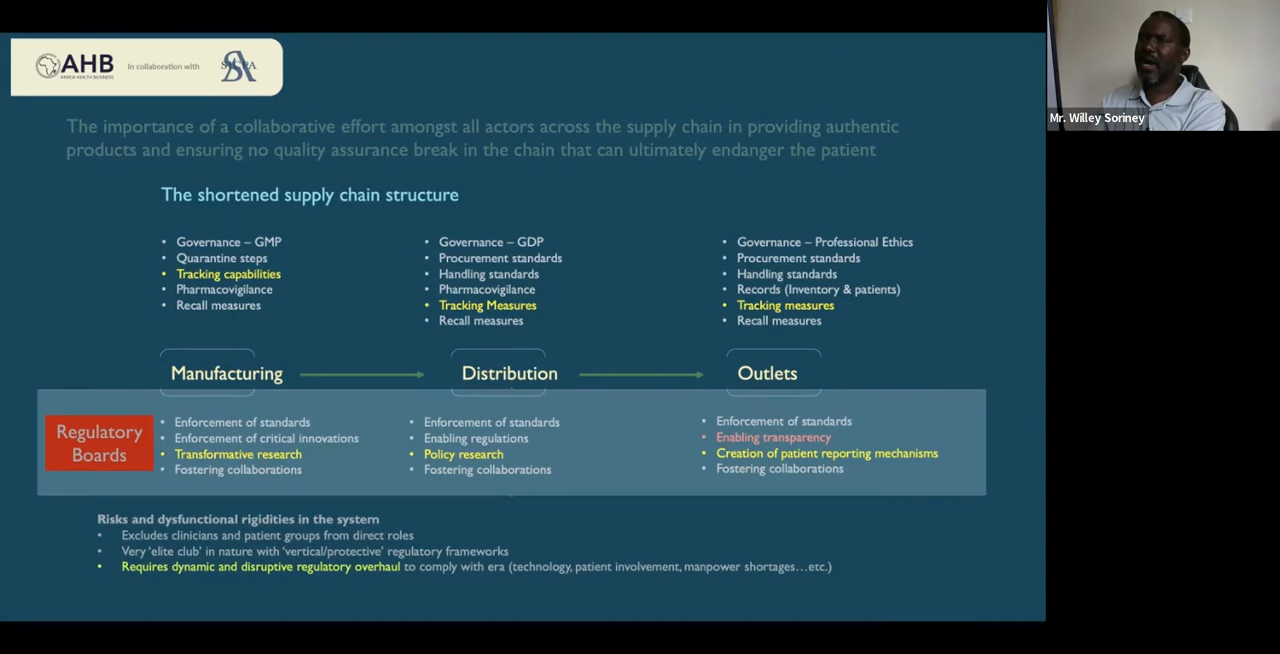 AHB
AFRICA HEALTH BUSINESS
In collaboration with
Mr. Willey Soriney
The importance of a collaborative effort amongst all actors across the supply chain in providing authentic
products and ensuring no quality assurance break in the chain that can ultimately endanger the patient
The shortened supply chain structure
• Governance – GMP
• Quarantine steps
• Tracking capabilities
• Pharmacovigilance
• Recall measures
• Governance – GDP
• Procurement standards
• Handling standards
• Pharmacovigilance
• Tracking Measures
• Recall measures
• Governance – Professional Ethics
• Procurement standards
• Handling standards
• Records (Inventory & patients)
• Tracking measures
• Recall measures
Manufacturing
Distribution
Outlets
Regulatory
Boards
• Enforcement of standards
• Enforcement of critical innovations
• Transformative research
• Fostering collaborations
• Enforcement of standards
• Enabling regulations
• Policy research
• Fostering collaborations
• Enforcement of standards
• Enabling transparency
• Creation of patient reporting mechanisms
• Fostering collaborations
Risks and dysfunctional rigidities in the system
• Excludes clinicians and patient groups from direct roles
• Very ‘elite club’ in nature with ‘vertical/protective’ regulatory frameworks
• Requires dynamic and disruptive regulatory overhaul to comply with era (technology, patient involvement, manpower shortages…etc.)